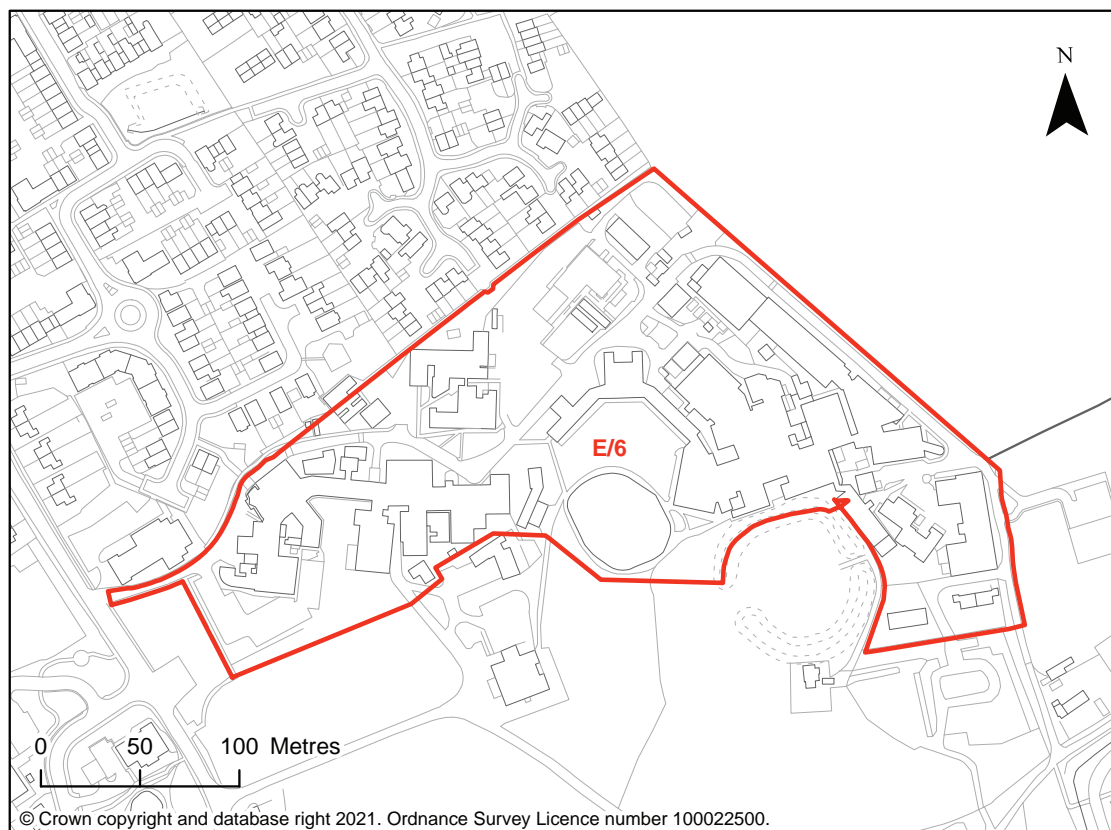 N
E/6
0 50 100 Metres
© Crown copyright and database right 2021. Ordnance Survey Licence number 100022500.